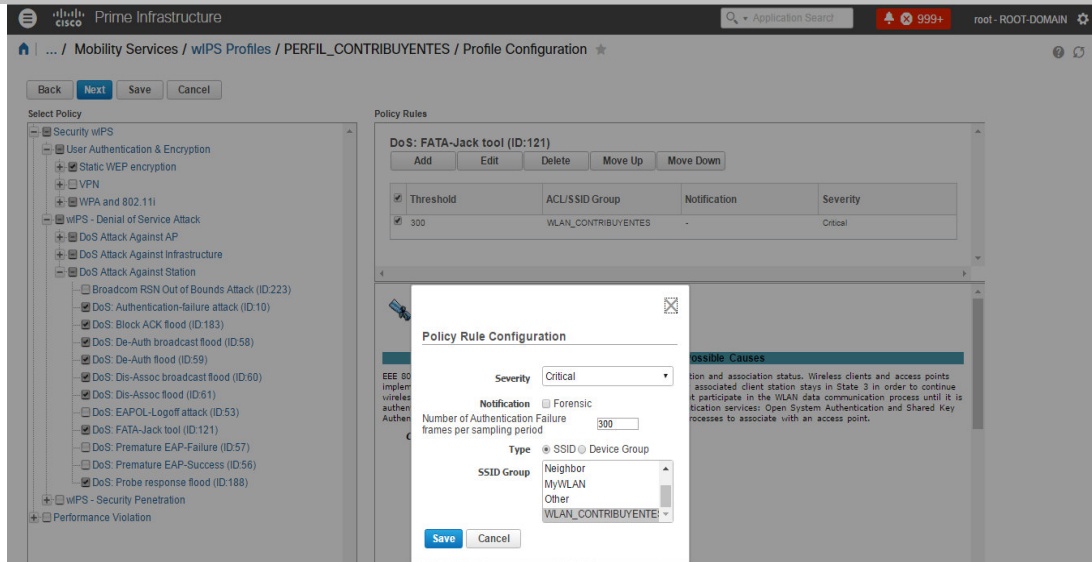 cisco Prime Infrastructure
Application Search
999+
root - ROOT-DOMAIN
... / Mobility Services / wIPS Profiles / PERFIL_CONTRIBUYENTES / Profile Configuration
Back Next Save Cancel
Select Policy
Security wIPS
User Authentication & Encryption
Static WEP encryption
VPN
WPA and 802.11i
wIPS - Denial of Service Attack
DoS Attack Against AP
DoS Attack Against Infrastructure
DoS Attack Against Station
Broadcom RSN Out of Bounds Attack (ID:223)
DoS: Authentication-failure attack (ID:10)
DoS: Block ACK flood (ID:183)
DoS: De-Auth broadcast flood (ID:58)
DoS: De-Auth flood (ID:59)
DoS: Dis-Assoc broadcast flood (ID:60)
DoS: Dis-Assoc flood (ID:61)
DoS: EAPOL-Logoff attack (ID:53)
DoS: FATA-Jack tool (ID:121)
DoS: Premature EAP-Failure (ID:57)
DoS: Premature EAP-Success (ID:56)
DoS: Probe response flood (ID:188)
wIPS - Security Penetration
Performance Violation
Policy Rules
DoS: FATA-Jack tool (ID:121)
Add Edit Delete Move Up Move Down
Threshold ACL/SSID Group Notification Severity
300 WLAN_CONTRIBUYENTES - Critical
ossible Causes
EEE 80 tion and association status. Wireless clients and access points
implem associated client station stays in State 3 in order to continue
wireles t participate in the WLAN data communication process until it is
authen tication services: Open System Authentication and Shared Key
Authen rocesses to associate with an access point.
Policy Rule Configuration
Severity Critical
Notification Forensic
Number of Authentication Failure
frames per sampling period 300
Type SSID Device Group
SSID Group Neighbor
MyWLAN
Other
WLAN_CONTRIBUYENTE
Save Cancel